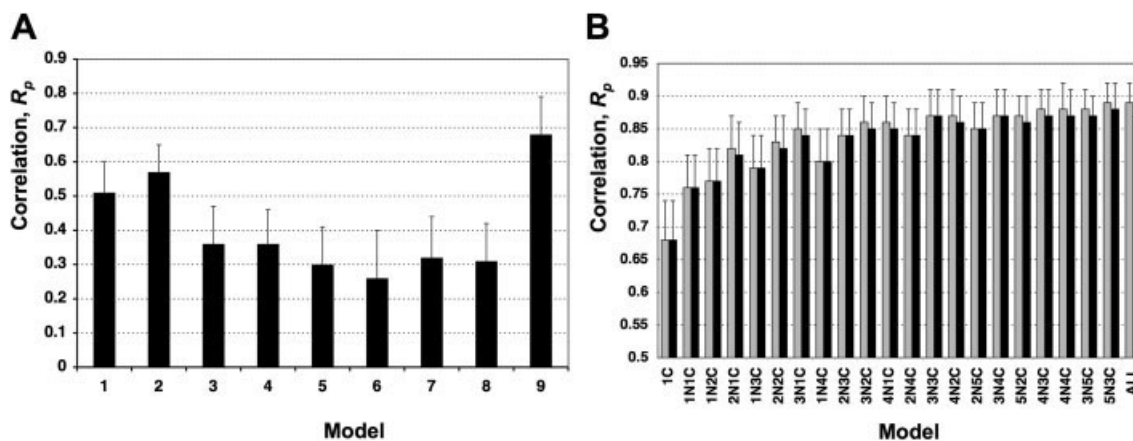 A
Correlation, Rp
0.9
0.8
0.7
0.6
0.5
0.4
0.3
0.2
0.1
0
1 2 3 4 5 6 7 8 9
Model
B
Correlation, Rp
0.95
0.9
0.85
0.8
0.75
0.7
0.65
0.6
0.55
0.5
1C
1N1C
1N2C
2N1C
1N3C
2N2C
3N1C
1N4C
2N3C
3N2C
4N1C
2N4C
3N3C
4N2C
2N5C
3N4C
5N2C
4N3C
4N4C
3N5C
5N3C
ALL
Model